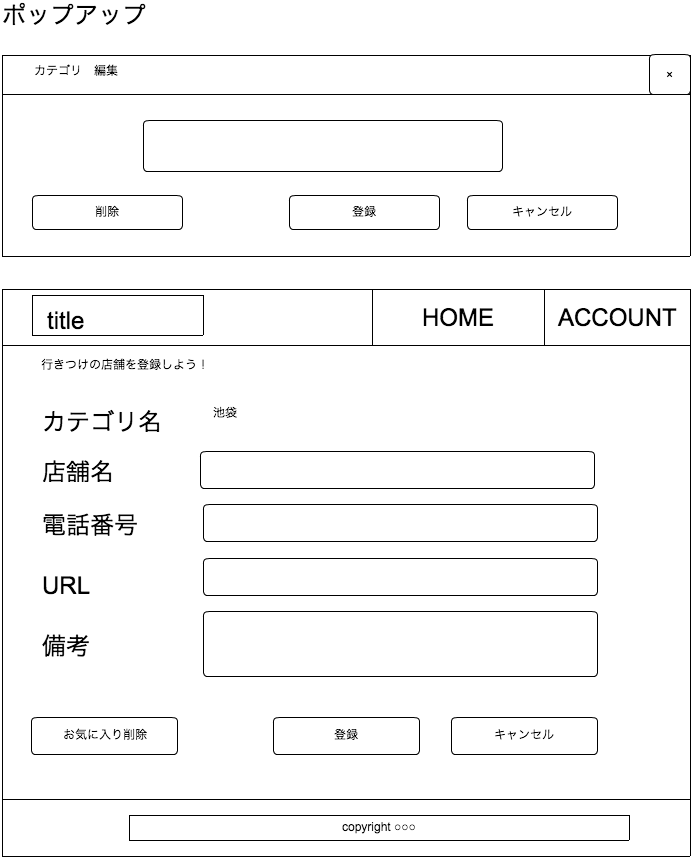 ポップアップ
カテゴリ　編集
×
削除
登録
キャンセル
title
HOME
ACCOUNT
行きつけの店舗を登録しよう！
カテゴリ名
池袋
店舗名
電話番号
URL
備考
お気に入り削除
登録
キャンセル
copyright ○○○